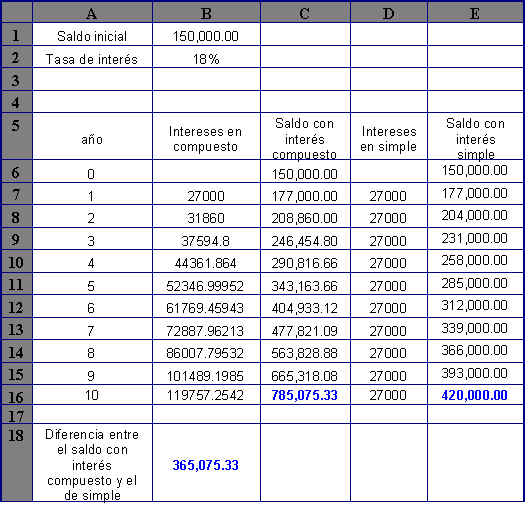 A B C D E
1 Saldo inicial 150,000.00
2 Tasa de interés 18%
3
4
5 año Intereses en compuesto Saldo con interés compuesto Intereses en simple Saldo con interés simple
6 0 150,000.00 150,000.00
7 1 27000 177,000.00 27000 177,000.00
8 2 31860 208,860.00 27000 204,000.00
9 3 37594.8 246,454.80 27000 231,000.00
10 4 44361.864 290,816.66 27000 258,000.00
11 5 52346.99952 343,163.66 27000 285,000.00
12 6 61769.45943 404,933.12 27000 312,000.00
13 7 72887.96213 477,821.09 27000 339,000.00
14 8 86007.79532 563,828.88 27000 366,000.00
15 9 101489.1985 665,318.08 27000 393,000.00
16 10 119757.2542 785,075.33 27000 420,000.00
17
18 Diferencia entre el saldo con interés compuesto y el de simple 365,075.33